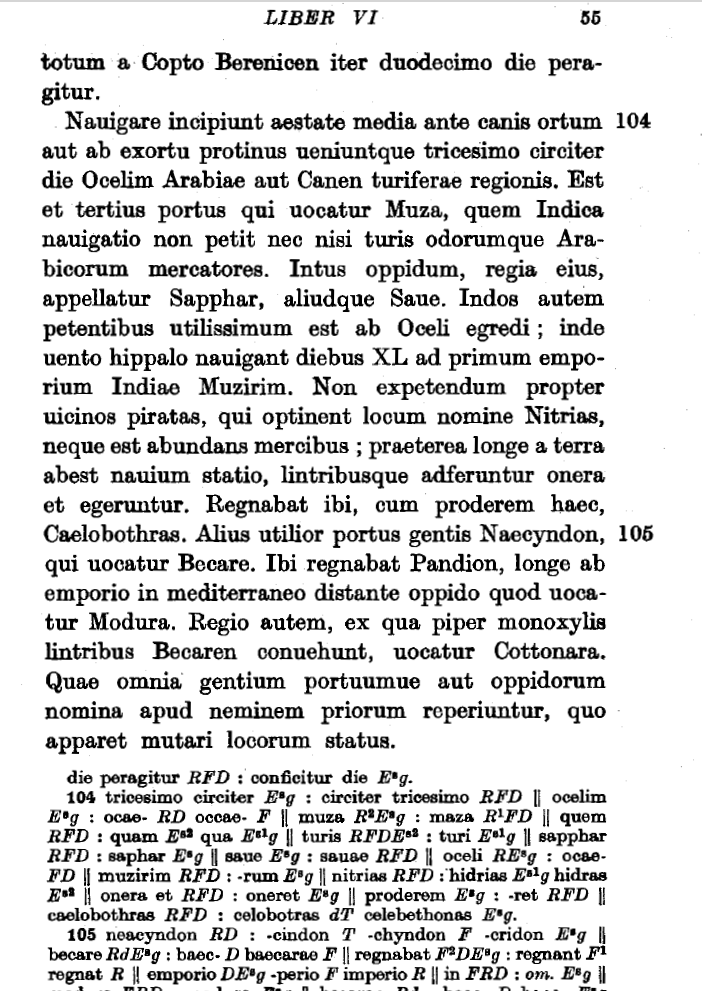 LIBER VI 55
totum a Copto Berenicen iter duodecimo die pera-
gitur.
Nauigare incipiunt aestate media ante canis ortum 104
aut ab exortu protinus ueniuntque tricesimo circiter
die Ocelim Arabiae aut Canen turiferae regionis. Est
et tertius portus qui uocatur Muza, quem Indica
nauigatio non petit nec nisi turis odorumque Ara-
bicorum mercatores. Intus oppidum, regia eius,
appellatur Sapphar, aliudque Saue. Indos autem
petentibus utilissimum est ab Oceli egredi ; inde
uento hippalo nauigant diebus XL ad primum empo-
rium Indiae Muzirim. Non expetendum propter
uicinos piratas, qui optinent locum nomine Nitrias,
neque est abundans mercibus ; praeterea longe a terra
abest nauium statio, lintribusque adferuntur onera
et egeruntur. Regnabat ibi, cum proderem haec,
Caelobothras. Alius utilior portus gentis Naecyndon, 105
qui uocatur Becare. Ibi regnabat Pandion, longe ab
emporio in mediterraneo distante oppido quod uoca-
tur Modura. Regio autem, ex qua piper monoxylis
lintribus Becaren conuehunt, uocatur Cottonara.
Quae omnia gentium portuumue aut oppidorum
nomina apud neminem priorum reperiuntur, quo
apparet mutari locorum status.
die peragitur RFD : conficitur die Eᵃg.
104 tricesimo circiter Eᵃg : circiter tricesimo RFD ‖ ocelim
Eᵃg : ocae- RD occae- F ‖ muza R²Eᵃg : maza R¹FD ‖ quem
RFD : quam Eᵃ² qua Eᵃ¹g ‖ turis RFDEᵃ² : turi Eᵃ¹g ‖ sapphar
RFD : saphar Eᵃg ‖ saue Eᵃg : sauae RFD ‖ oceli REᵃg : ocae-
FD ‖ muzirim RFD : -rum Eᵃg ‖ nitrias RFD : hidrias Eᵃ¹g hidras
Eᵃ² ‖ onera et RFD : oneret Eᵃg ‖ proderem Eᵃg : -ret RFD ‖
caelobothras RFD : celobotras dT celebethonas Eᵃg.
105 neacyndon RD : -cindon T -chyndon F -cridon Eᵃg ‖
becare RdEᵃg : baec- D baecarae F ‖ regnabat F²DEᵃg : regnant F¹
regnat R ‖ emporio DEᵃg -perio F imperio R ‖ in FRD : om. Eᵃg ‖